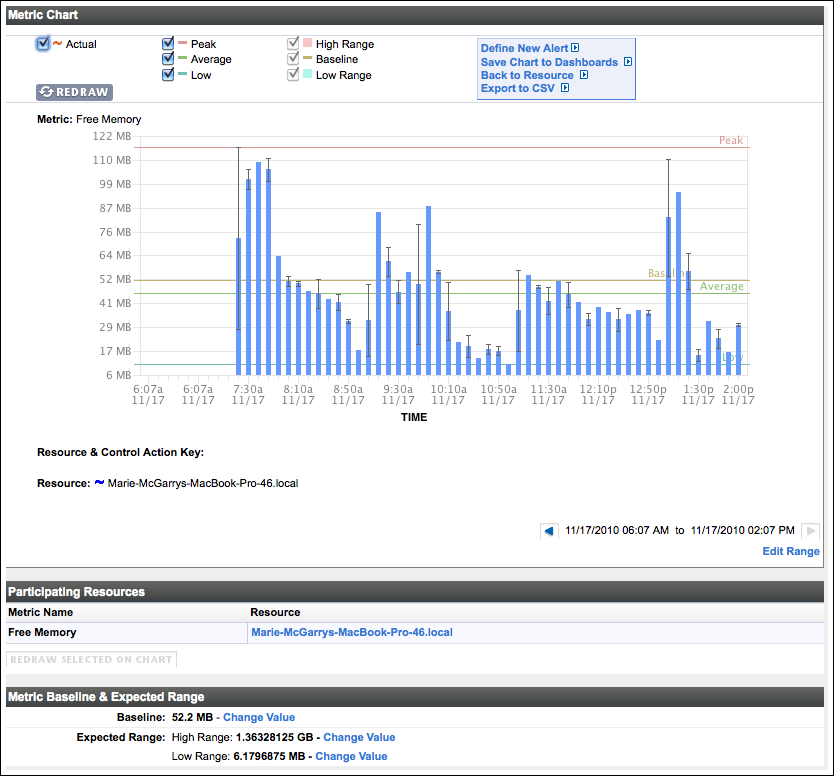 Metric Chart
Actual Peak High Range Define New Alert
Average Baseline Save Chart to Dashboards
Low Low Range Back to Resource
Export to CSV
REDRAW
Metric: Free Memory
122 MB
Peak
110 MB
99 MB
87 MB
76 MB
64 MB
Baseline
52 MB
Average
41 MB
29 MB
17 MB
Low
6 MB
6:07a 6:07a 7:30a 8:10a 8:50a 9:30a 10:10a 10:50a 11:30a 12:10p 12:50p 1:30p 2:00p
11/17 11/17 11/17 11/17 11/17 11/17 11/17 11/17 11/17 11/17 11/17 11/17 11/17
TIME
Resource & Control Action Key:
Resource: ~ Marie-McGarrys-MacBook-Pro-46.local
11/17/2010 06:07 AM to 11/17/2010 02:07 PM
Edit Range
Participating Resources
Metric Name Resource
Free Memory Marie-McGarrys-MacBook-Pro-46.local
REDRAW SELECTED ON CHART
Metric Baseline & Expected Range
Baseline: 52.2 MB - Change Value
Expected Range: High Range: 1.36328125 GB - Change Value
Low Range: 6.1796875 MB - Change Value